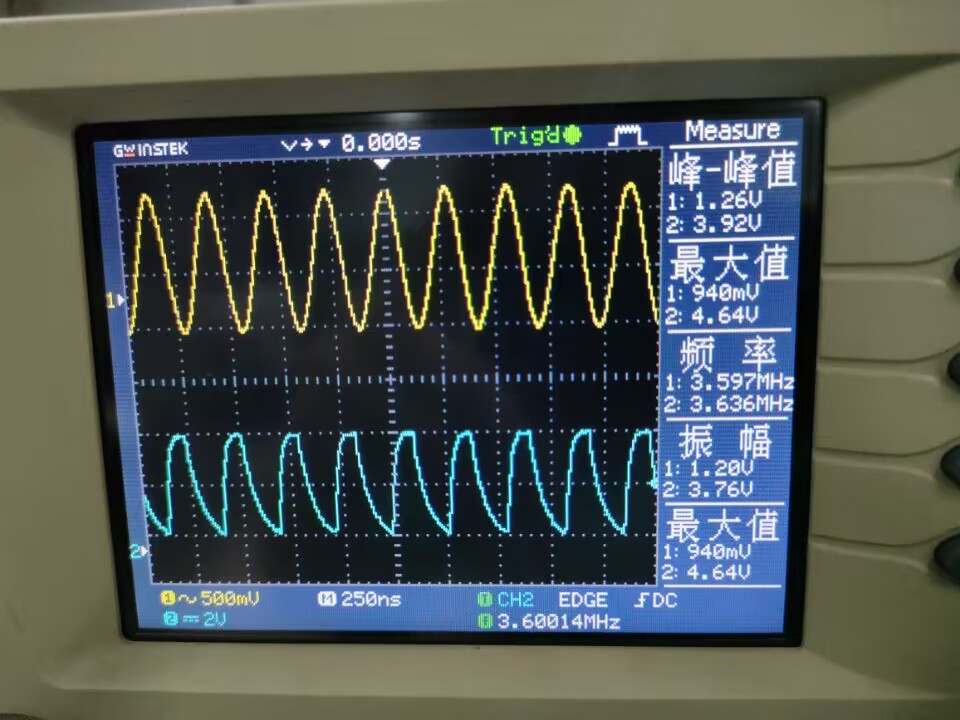 GWINSTEK
0.000s
Trig'd
Measure
峰-峰值
1: 1.26V
2: 3.92V
最大值
1: 940mV
2: 4.64V
频率
1: 3.597MHz
2: 3.636MHz
振幅
1: 1.20V
2: 3.76V
最大值
1: 940mV
2: 4.64V
1
2
1 500mV
M 250ns
CH2 EDGE DC
2 2V
3.60014MHz